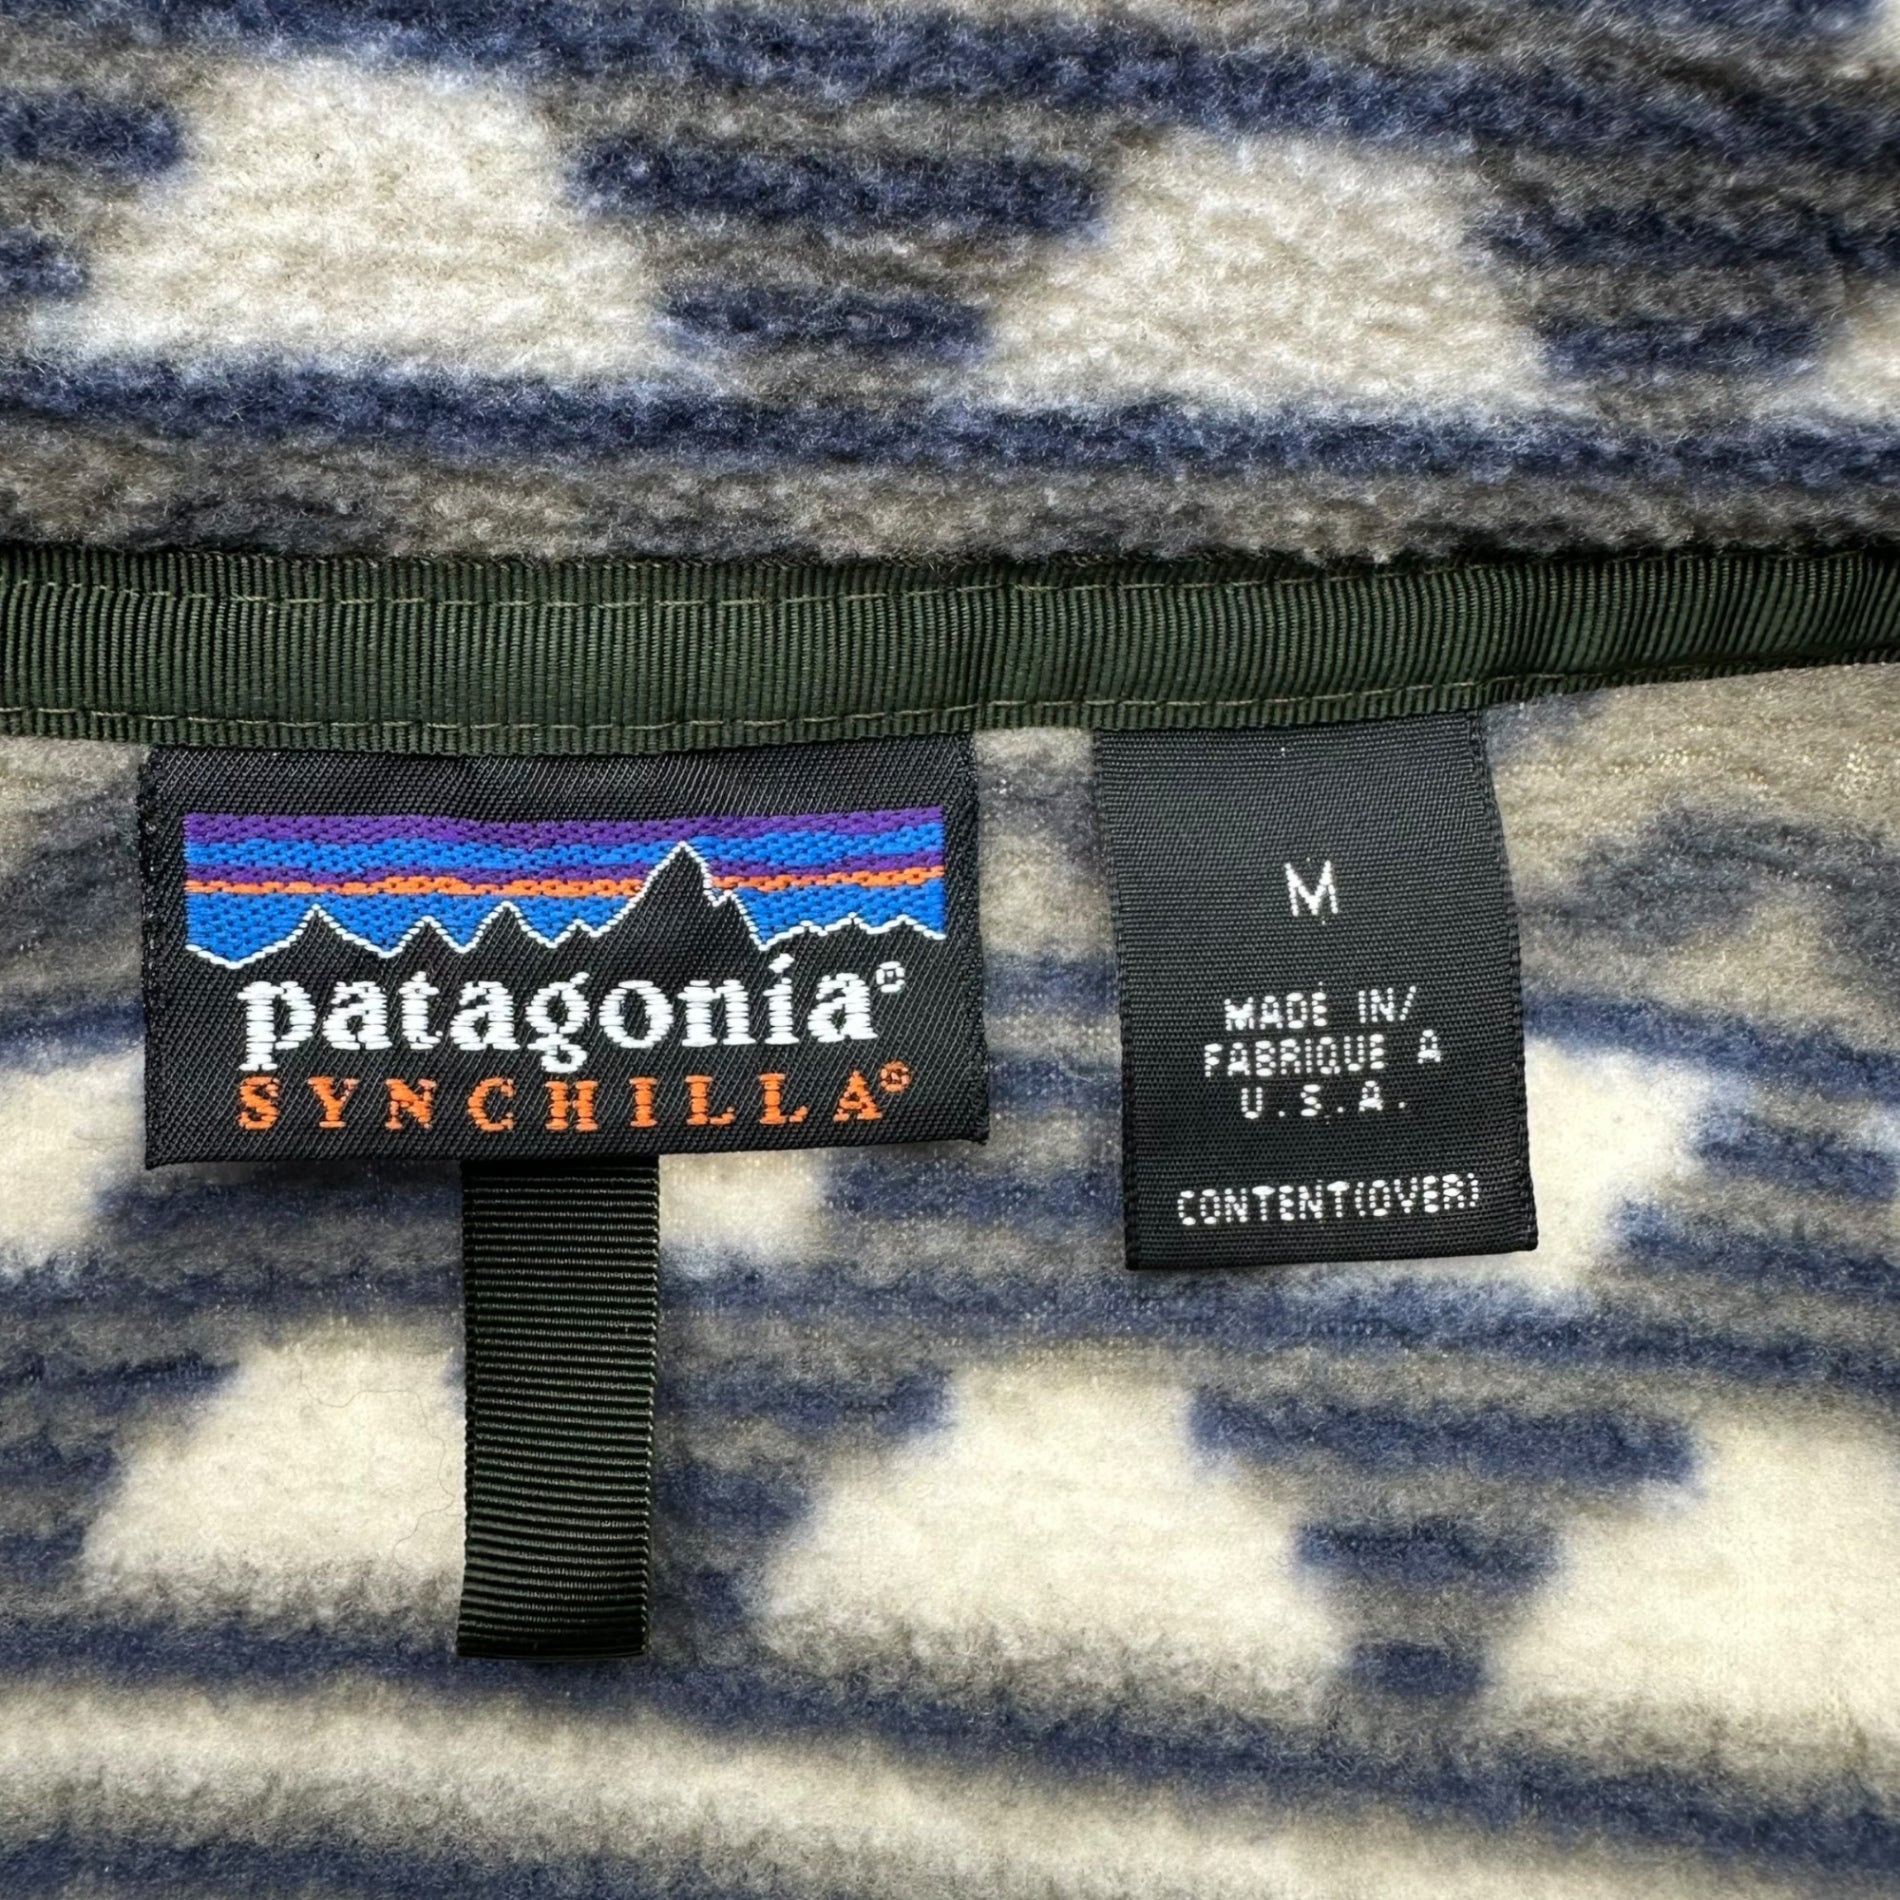 patagonia®
SYNCHILLA®
M
MADE IN/
FABRIQUE A
U.S.A.
CONTENT(OVER)